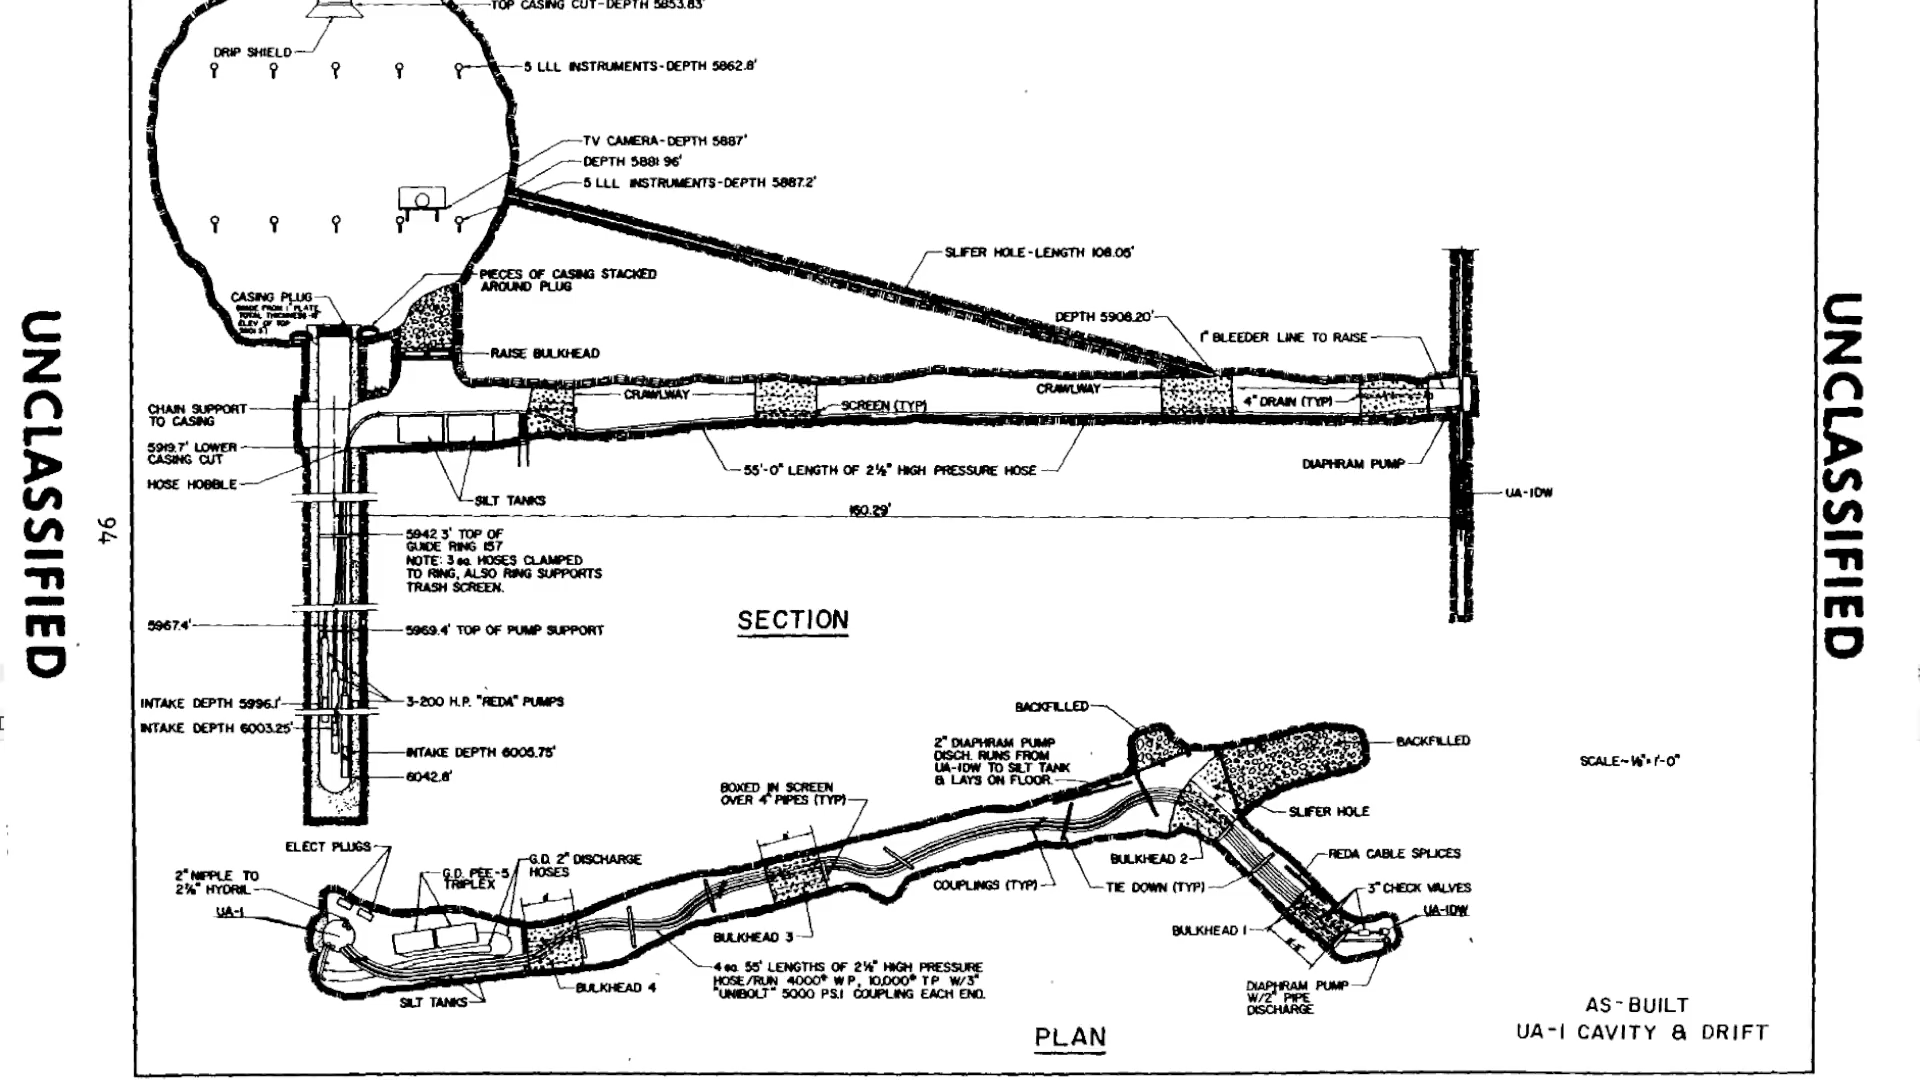 TOP CASING CUT-DEPTH 5853.83'
DRIP SHIELD
5 LLL INSTRUMENTS-DEPTH 5862.8'
TV CAMERA-DEPTH 5887'
DEPTH 5881.96'
5 LLL INSTRUMENTS-DEPTH 5887.2'
SLIFER HOLE-LENGTH 108.05'
PIECES OF CASING STACKED
AROUND PLUG
CASING PLUG
MADE FROM 1" PLATE
TOTAL THICKNESS
ELEV OF TOP
DEPTH 5908.20'
1" BLEEDER LINE TO RAISE
RAISE BULKHEAD
CRAWLWAY
CRAWLWAY
SCREEN (TYP)
4" DRAIN (TYP)
CHAIN SUPPORT
TO CASING
5919.7' LOWER
CASING CUT
HOSE HOBBLE
55'-0" LENGTH OF 2½" HIGH PRESSURE HOSE
DIAPHRAM PUMP
SILT TANKS
UA-1DW
160.29'
5942.3' TOP OF
GUIDE RING 157
NOTE: 3 ea. HOSES CLAMPED
TO RING, ALSO RING SUPPORTS
TRASH SCREEN.
SECTION
5967.4'
5969.4' TOP OF PUMP SUPPORT
INTAKE DEPTH 5996.1'
3-200 H.P. "REDA" PUMPS
INTAKE DEPTH 6003.25'
INTAKE DEPTH 6005.75'
6042.8'
BACKFILLED
2" DIAPHRAM PUMP
DISCH. RUNS FROM
UA-1DW TO SILT TANK
& LAYS ON FLOOR
BACKFILLED
SCALE~⅛"=1'-0"
BOXED IN SCREEN
OVER 4" PIPES (TYP)
SLIFER HOLE
ELECT PLUGS
G.D. 2" DISCHARGE
HOSES
G.D. PEE-5
TRIPLEX
BULKHEAD 2
REDA CABLE SPLICES
2" NIPPLE TO
2⅞" HYDRIL
COUPLINGS (TYP)
TIE DOWN (TYP)
3" CHECK VALVES
UA-1
UA-1DW
BULKHEAD 3
BULKHEAD 1
4 ea. 55' LENGTHS OF 2½" HIGH PRESSURE
HOSE/RUN 4000# W.P., 10,000# TP W/3"
"UNIBOLT" 5000 P.S.I COUPLING EACH END.
BULKHEAD 4
SILT TANKS
DIAPHRAM PUMP
W/2" PIPE
DISCHARGE
PLAN
AS-BUILT
UA-1 CAVITY & DRIFT
UNCLASSIFIED
94
UNCLASSIFIED